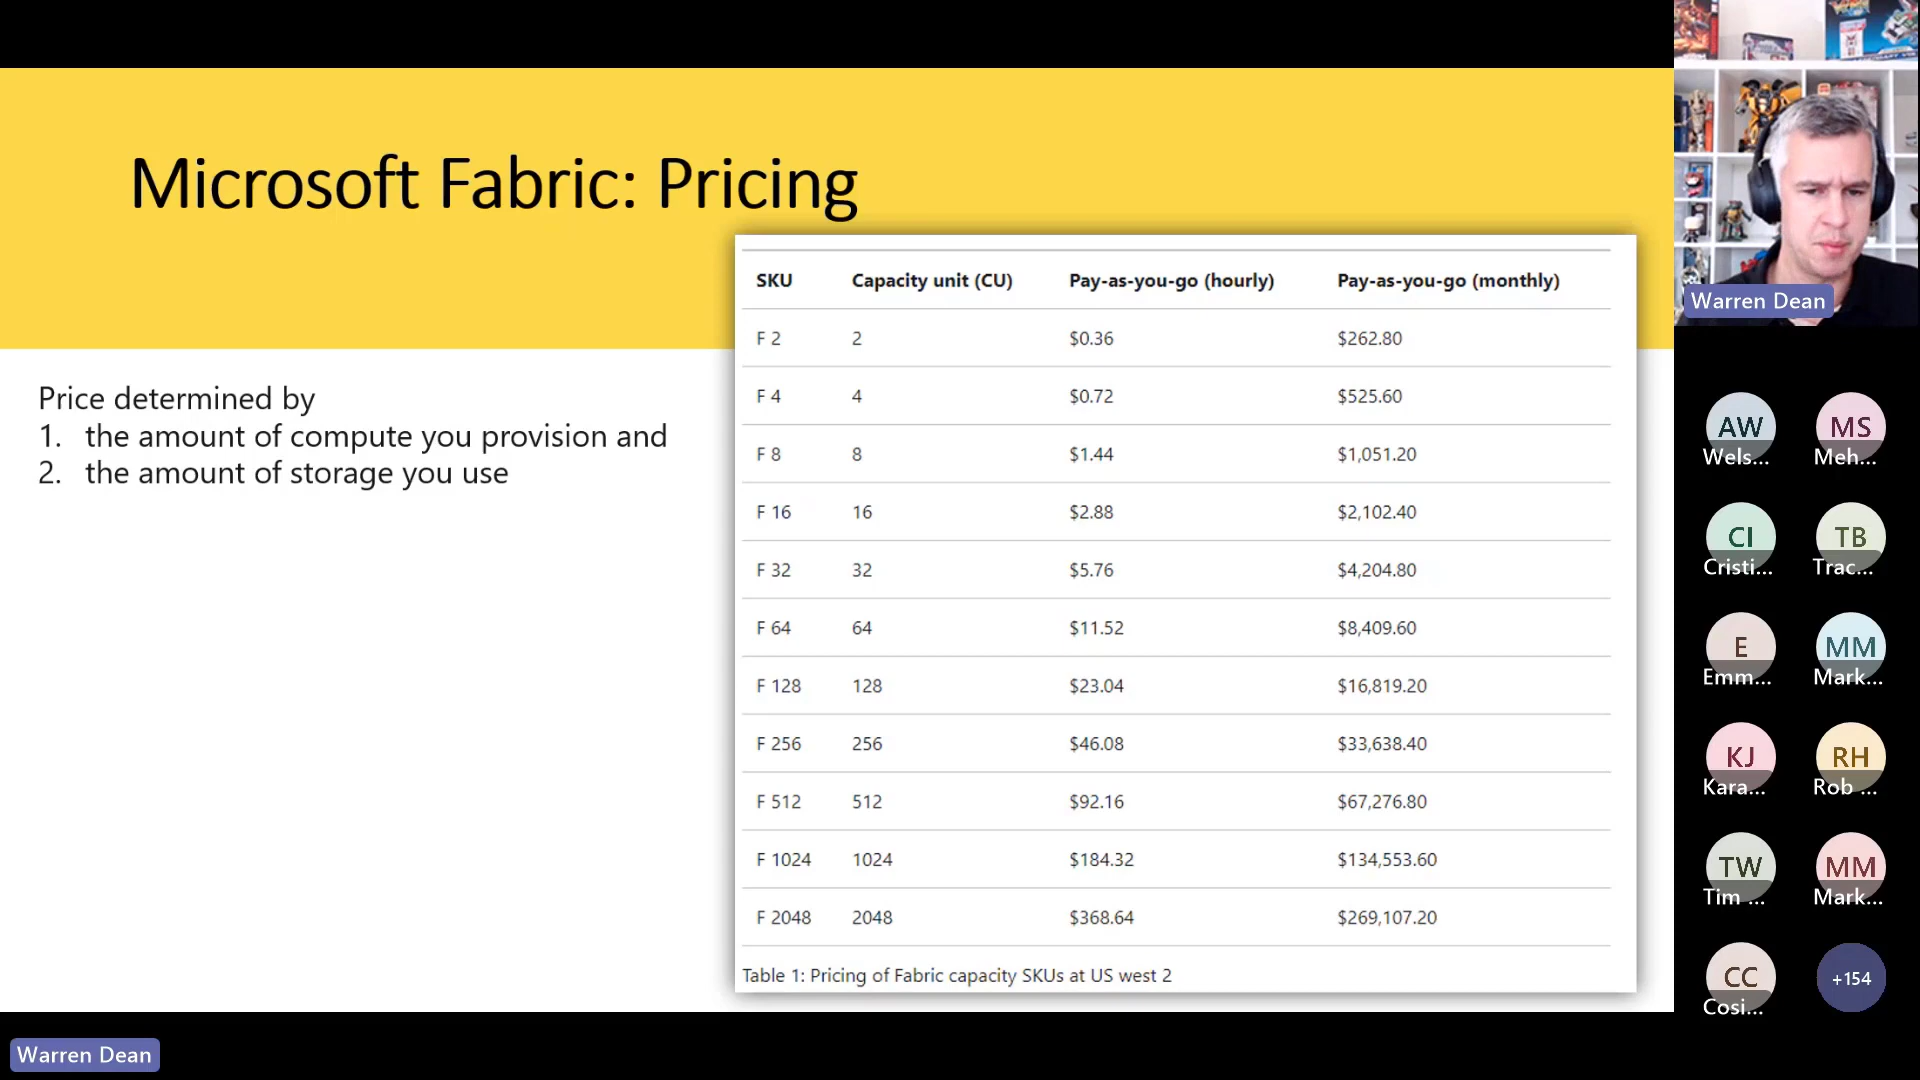 Microsoft Fabric: Pricing
Price determined by
1. the amount of compute you provision and
2. the amount of storage you use
SKU Capacity unit (CU) Pay-as-you-go (hourly) Pay-as-you-go (monthly)
F 2 2 $0.36 $262.80
F 4 4 $0.72 $525.60
F 8 8 $1.44 $1,051.20
F 16 16 $2.88 $2,102.40
F 32 32 $5.76 $4,204.80
F 64 64 $11.52 $8,409.60
F 128 128 $23.04 $16,819.20
F 256 256 $46.08 $33,638.40
F 512 512 $92.16 $67,276.80
F 1024 1024 $184.32 $134,553.60
F 2048 2048 $368.64 $269,107.20
Table 1: Pricing of Fabric capacity SKUs at US west 2
Warren Dean
AW MS
Wels... Meh...
CI TB
Cristi... Trac...
E MM
Emm... Mark...
KJ RH
Kara... Rob ...
TW MM
Tim ... Mark...
CC +154
Cosi...
Warren Dean